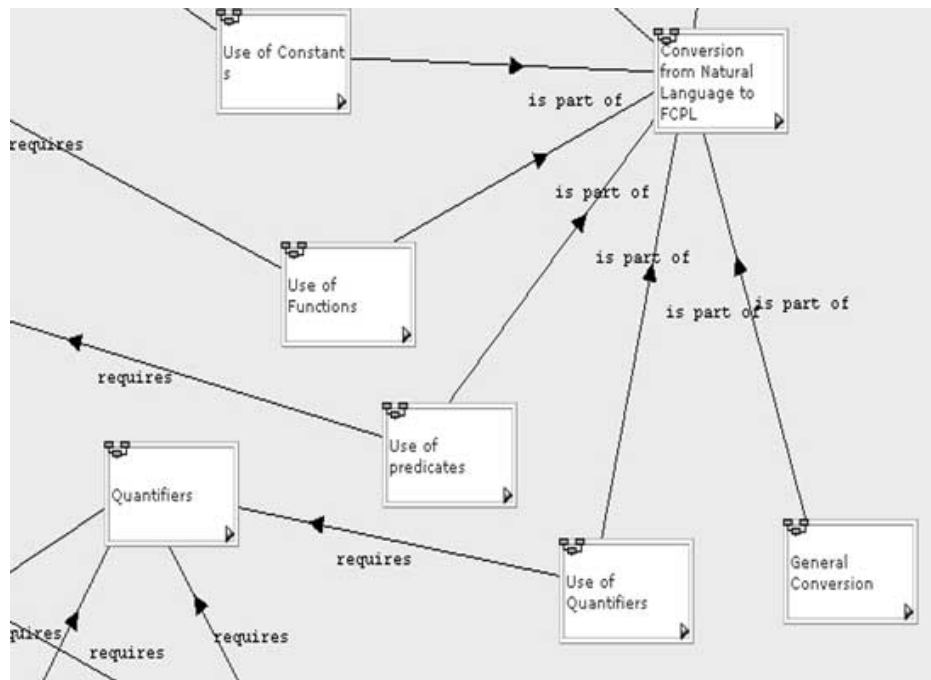 Use of Constant
s
Conversion
from Natural
Language to
FCPL
is part of
requires
is part of
Use of
Functions
is part of
is part of
is part of
requires
Use of
predicates
Quantifiers
requires
Use of
Quantifiers
General
Conversion
quires
requires
requires